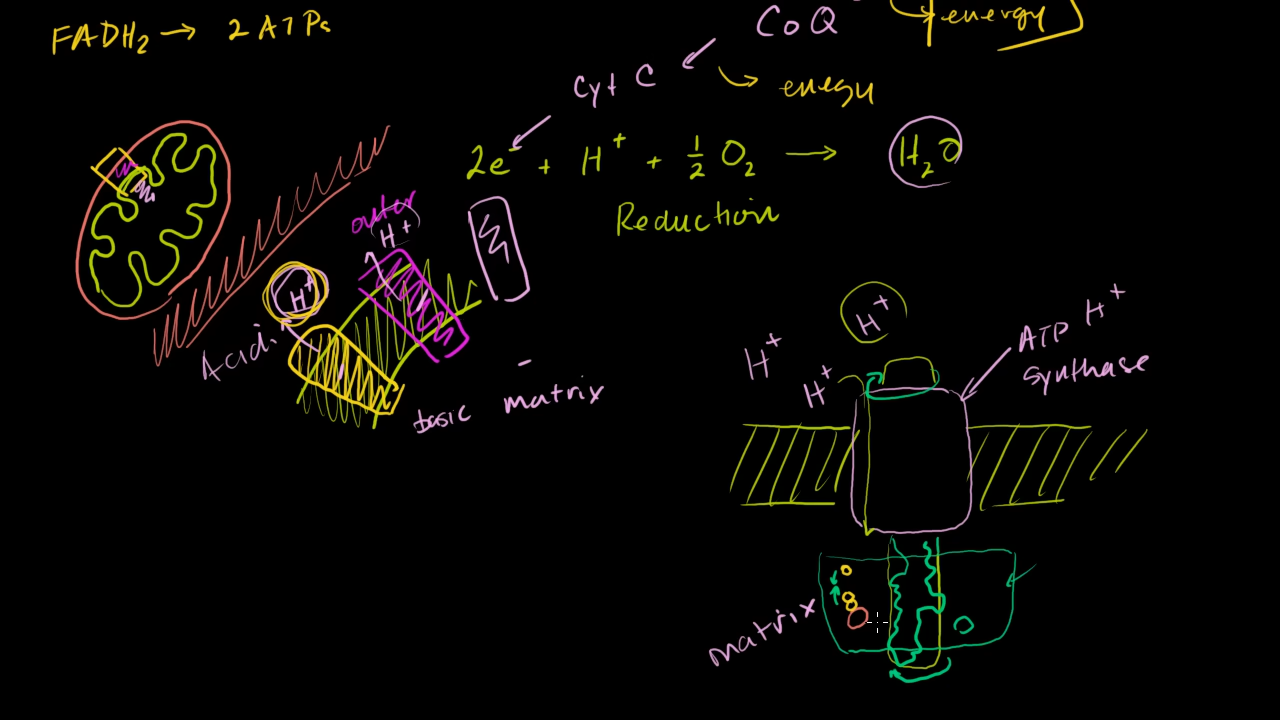 FADH₂ → 2 ATPs
CoQ
energy
Cyt C
energy
2e⁻ + H⁺ + ½ O₂ → H₂O
Reduction
outer
H⁺
H⁺
Acidi
basic matrix
H⁺
H⁺
H⁺
ATP H⁺
synthase
matrix